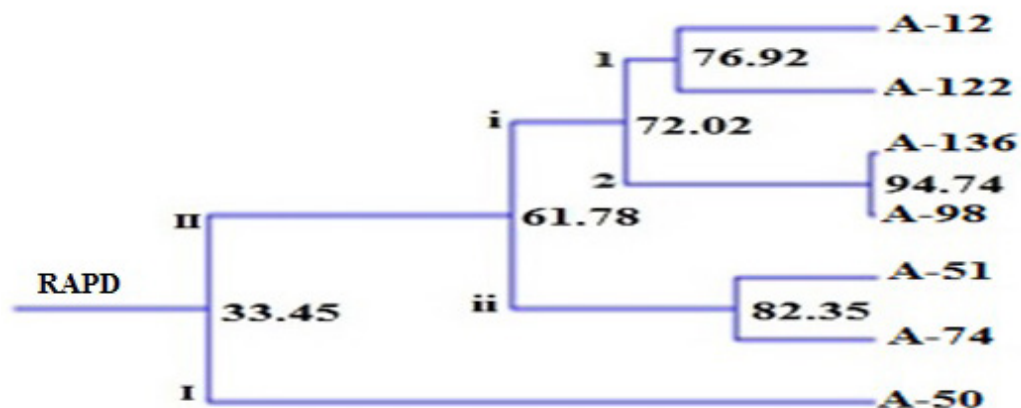 A-12
1
76.92
A-122
i
72.02
A-136
2
94.74
A-98
II
61.78
A-51
RAPD
33.45
ii
82.35
A-74
I
A-50